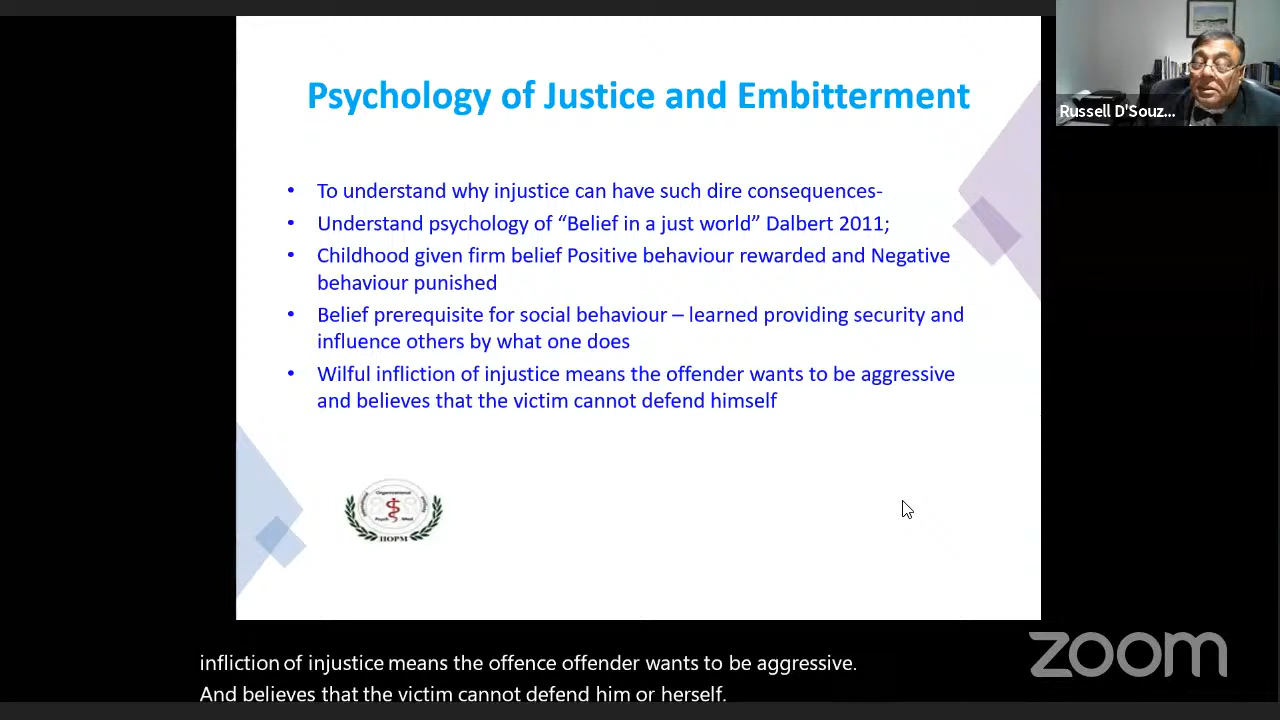 Psychology of Justice and Embitterment
Russell D'Souz...
• To understand why injustice can have such dire consequences-
• Understand psychology of “Belief in a just world” Dalbert 2011;
• Childhood given firm belief Positive behaviour rewarded and Negative
behaviour punished
• Belief prerequisite for social behaviour – learned providing security and
influence others by what one does
• Wilful infliction of injustice means the offender wants to be aggressive
and believes that the victim cannot defend himself
Organizational
IIOPM
infliction of injustice means the offence offender wants to be aggressive.
And believes that the victim cannot defend him or herself.
zoom